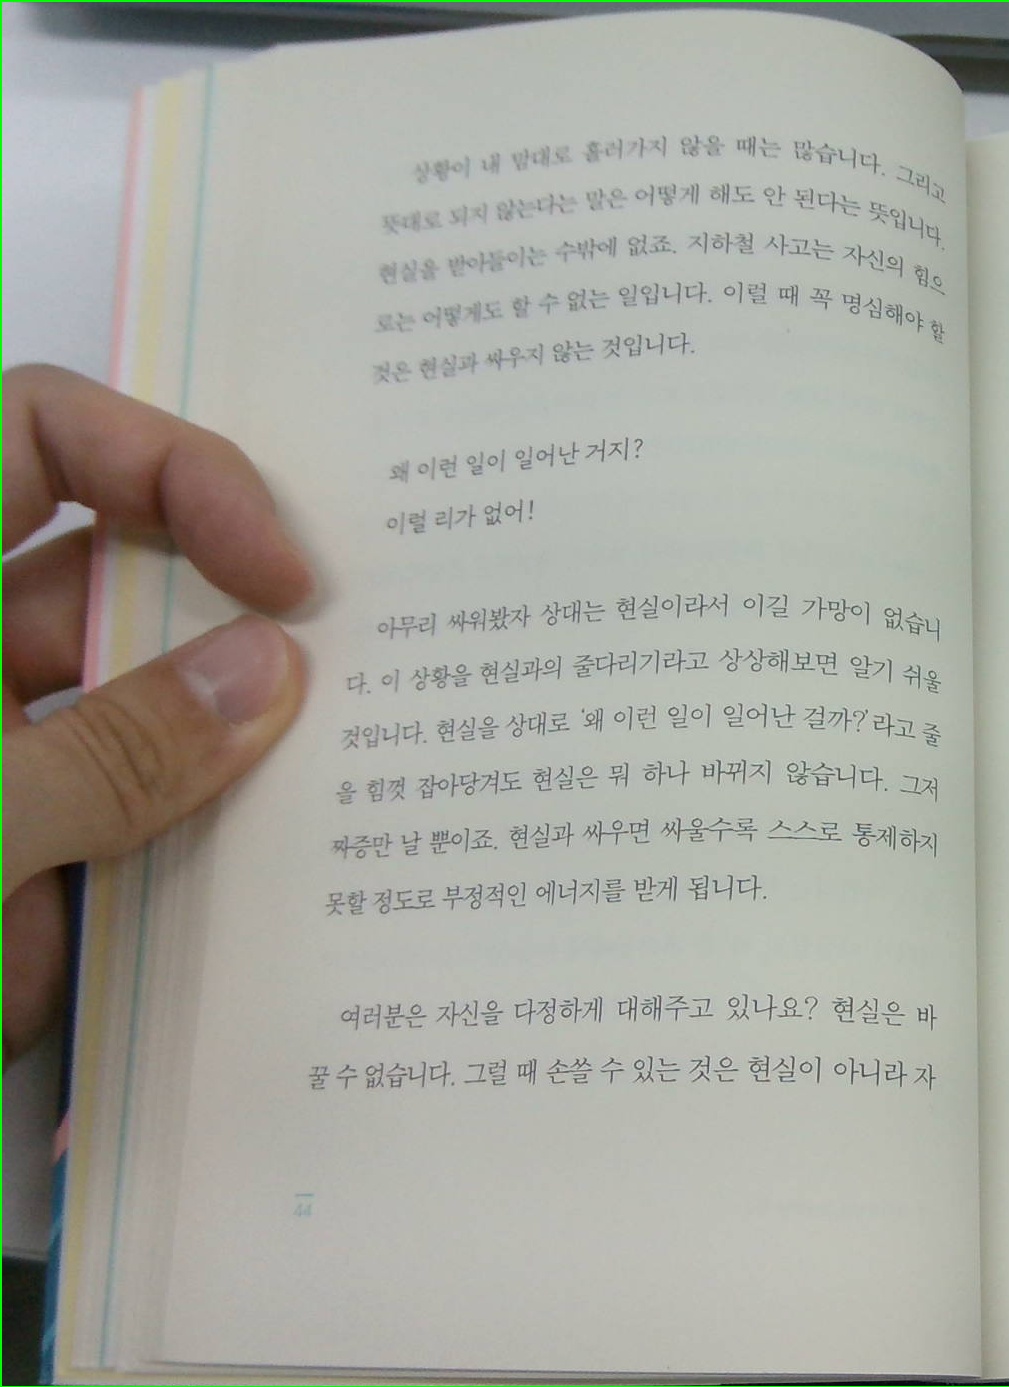 상황이 내 맘대로 흘러가지 않을 때는 많습니다. 그리고
뜻대로 되지 않는다는 말은 어떻게 해도 안 된다는 뜻입니다.
현실을 받아들이는 수밖에 없죠. 지하철 사고는 자신의 힘으
로는 어떻게도 할 수 없는 일입니다. 이럴 때 꼭 명심해야 할
것은 현실과 싸우지 않는 것입니다.
왜 이런 일이 일어난 거지?
이럴 리가 없어!
아무리 싸워봤자 상대는 현실이라서 이길 가망이 없습니
다. 이 상황을 현실과의 줄다리기라고 상상해보면 알기 쉬울
것입니다. 현실을 상대로 ‘왜 이런 일이 일어난 걸까?’라고 줄
을 힘껏 잡아당겨도 현실은 뭐 하나 바뀌지 않습니다. 그저
짜증만 날 뿐이죠. 현실과 싸우면 싸울수록 스스로 통제하지
못할 정도로 부정적인 에너지를 받게 됩니다.
여러분은 자신을 다정하게 대해주고 있나요? 현실은 바
꿀 수 없습니다. 그럴 때 손쓸 수 있는 것은 현실이 아니라 자
44